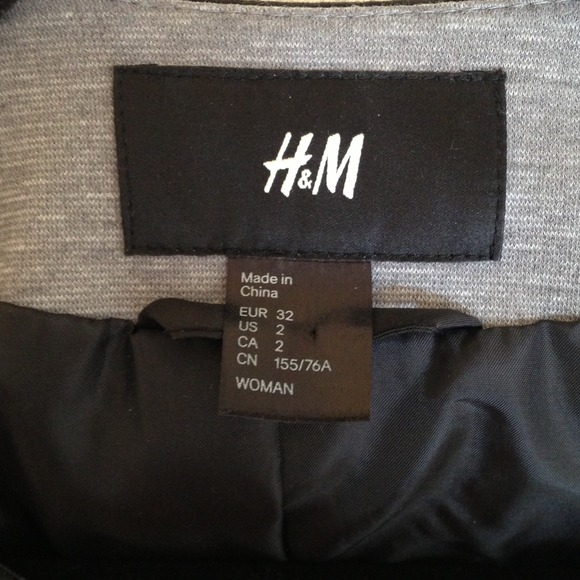 H&M
Made in
China
EUR 32
US 2
CA 2
CN 155/76A
WOMAN